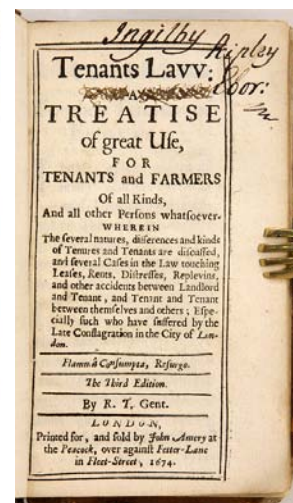 Ingilby
Ripley
Tenants Lavv:
A
TREATISE
of great Use,
FOR
TENANTS and FARMERS
Of all Kinds,
And all other Persons whatsoever.
WHEREIN
The several natures, differences and kinds
of Tenures and Tenants are discussed,
and several Cases in the Law touching
Leases, Rents, Distresses, Replevins,
and other accidents between Landlord
and Tenant, and Tenant and Tenant
between themselves and others; Espe-
cially such who have suffered by the
Late Conflagration in the City of Lon-
don.
Flammâ Consumpta, Resurgo.
The Third Edition.
By R. T. Gent.
LONDON,
Printed for, and sold by John Amery at
the Peacock, over against Fetter-Lane
in Fleet-Street, 1674.